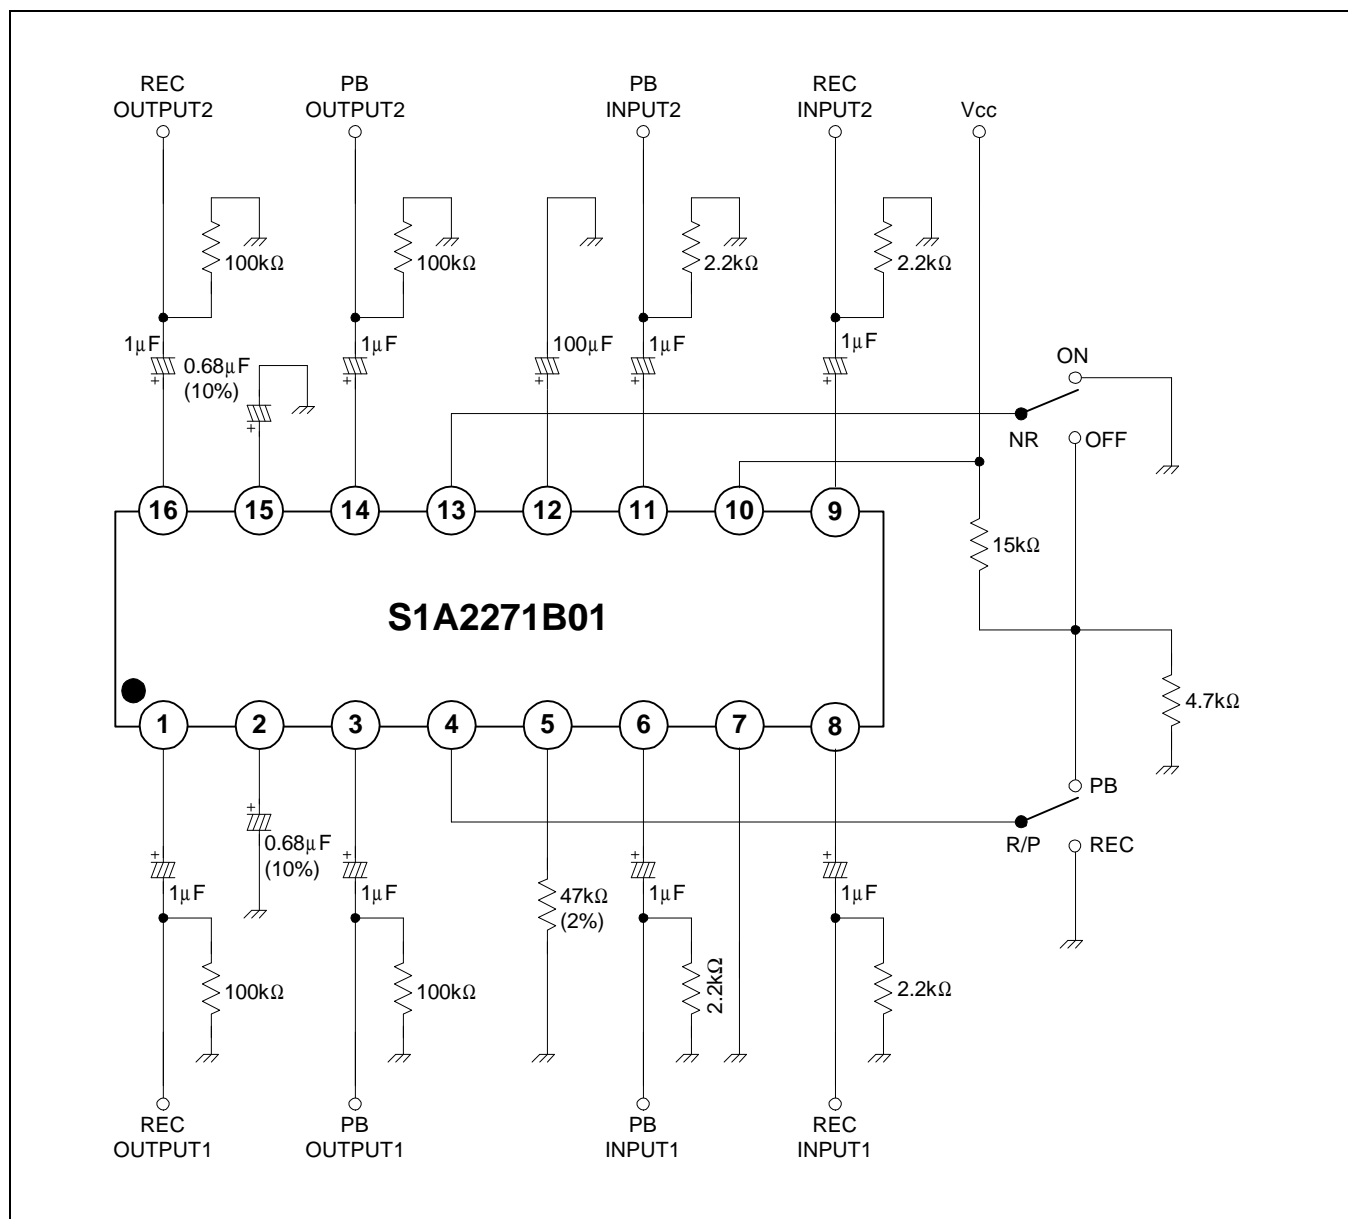 REC
OUTPUT2
PB
OUTPUT2
PB
INPUT2
REC
INPUT2
Vcc
100kΩ
100kΩ
2.2kΩ
2.2kΩ
1μF
+
0.68μF
(10%)
+
1μF
+
100μF
+
1μF
+
1μF
+
ON
NR
OFF
16
15
14
13
12
11
10
9
15kΩ
S1A2271B01
4.7kΩ
1
2
3
4
5
6
7
8
PB
R/P
REC
+
0.68μF
(10%)
+
1μF
+
1μF
47kΩ
(2%)
+
1μF
+
1μF
100kΩ
100kΩ
2.2kΩ
2.2kΩ
REC
OUTPUT1
PB
OUTPUT1
PB
INPUT1
REC
INPUT1